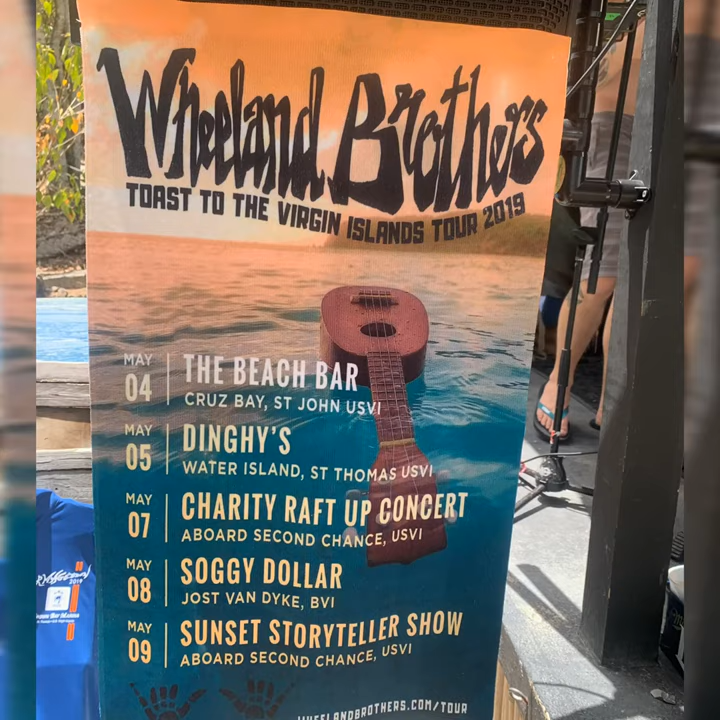 Wheeland Brothers
TOAST TO THE VIRGIN ISLANDS TOUR 2019
MAY 04
THE BEACH BAR
CRUZ BAY, ST JOHN USVI
MAY 05
DINGHY'S
WATER ISLAND, ST THOMAS USVI
MAY 07
CHARITY RAFT UP CONCERT
ABOARD SECOND CHANCE, USVI
MAY 08
SOGGY DOLLAR
JOST VAN DYKE, BVI
MAY 09
SUNSET STORYTELLER SHOW
ABOARD SECOND CHANCE, USVI
WHEELANDBROTHERS.COM/TOUR
2019